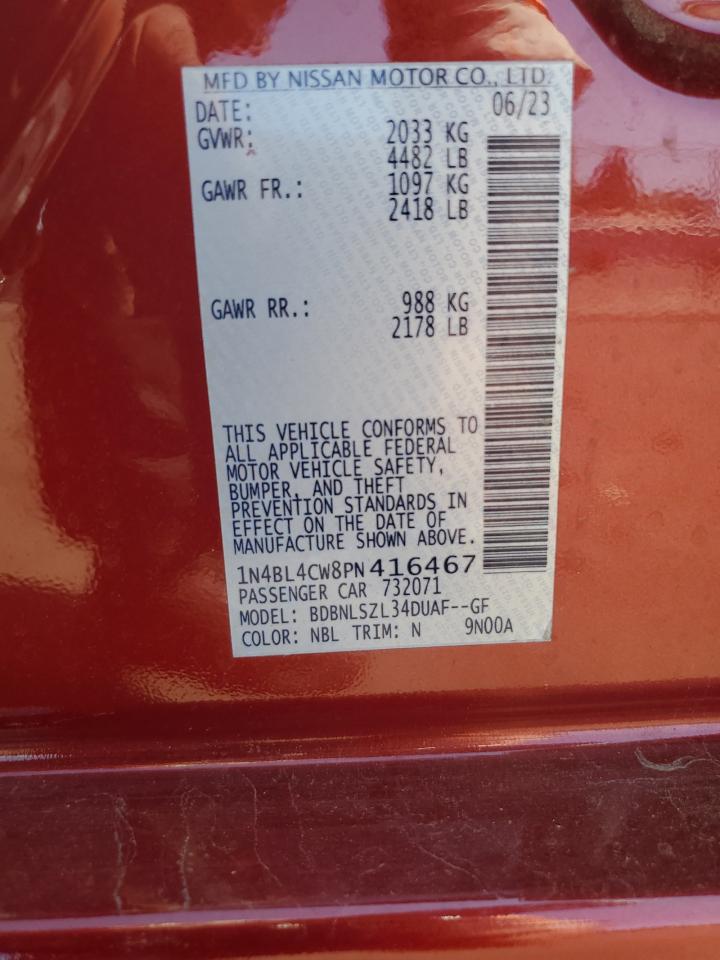 MFD BY NISSAN MOTOR CO., LTD.
DATE: 06/23
GVWR: 2033 KG
4482 LB
GAWR FR.: 1097 KG
2418 LB
GAWR RR.: 988 KG
2178 LB
THIS VEHICLE CONFORMS TO
ALL APPLICABLE FEDERAL
MOTOR VEHICLE SAFETY,
BUMPER, AND THEFT
PREVENTION STANDARDS IN
EFFECT ON THE DATE OF
MANUFACTURE SHOWN ABOVE.
1N4BL4CW8PN416467
PASSENGER CAR 732071
MODEL: BDBNLSZL34DUAF--GF
COLOR: NBL TRIM: N 9N00A